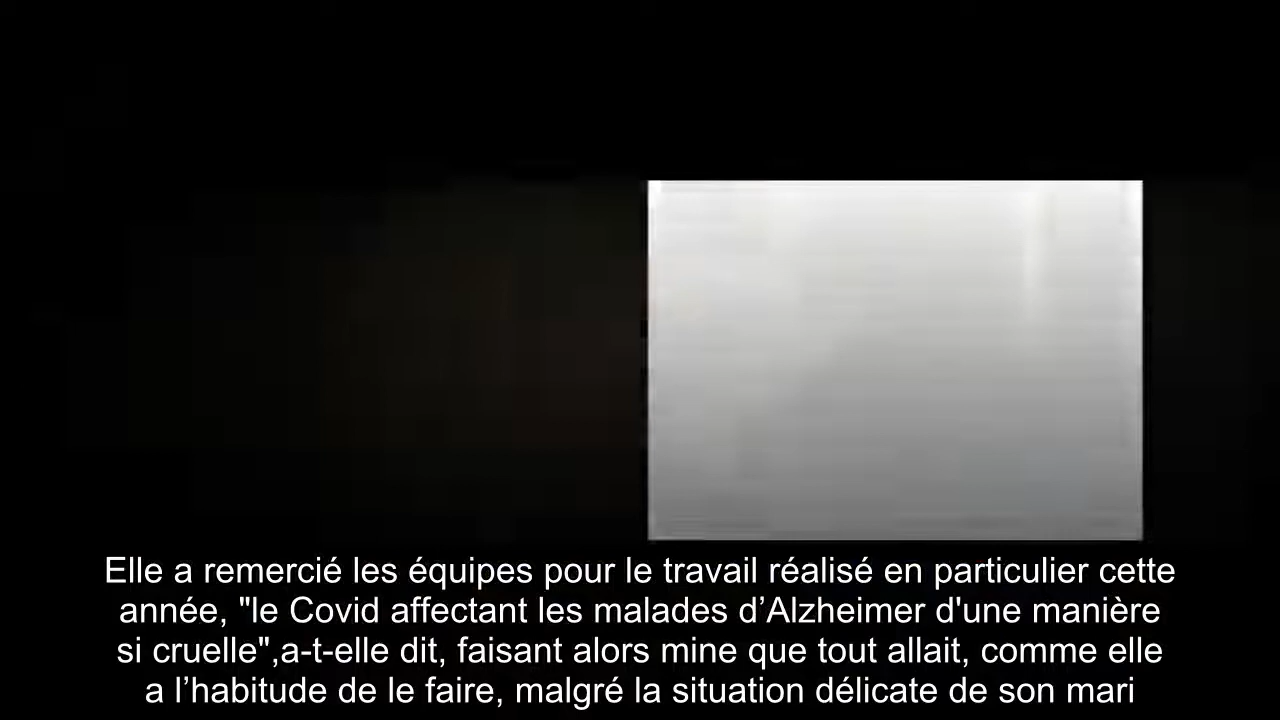 Elle a remercié les équipes pour le travail réalisé en particulier cette
année, "le Covid affectant les malades d’Alzheimer d'une manière
si cruelle",a-t-elle dit, faisant alors mine que tout allait, comme elle
a l’habitude de le faire, malgré la situation délicate de son mari